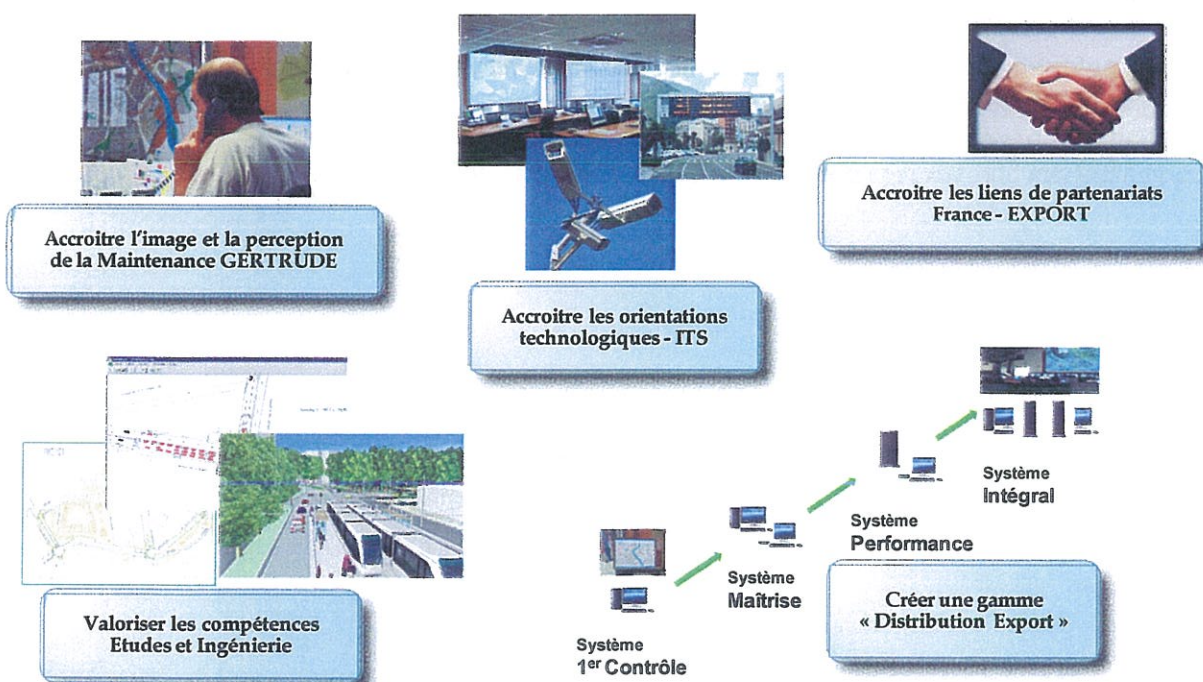 Accroitre l'image et la perception
de la Maintenance GERTRUDE
Accroitre les orientations
technologiques - ITS
Accroitre les liens de partenariats
France - EXPORT
Valoriser les compétences
Etudes et Ingénierie
Système
1er Contrôle
Système
Maîtrise
Système
Performance
Système
Intégral
Créer une gamme
« Distribution Export »